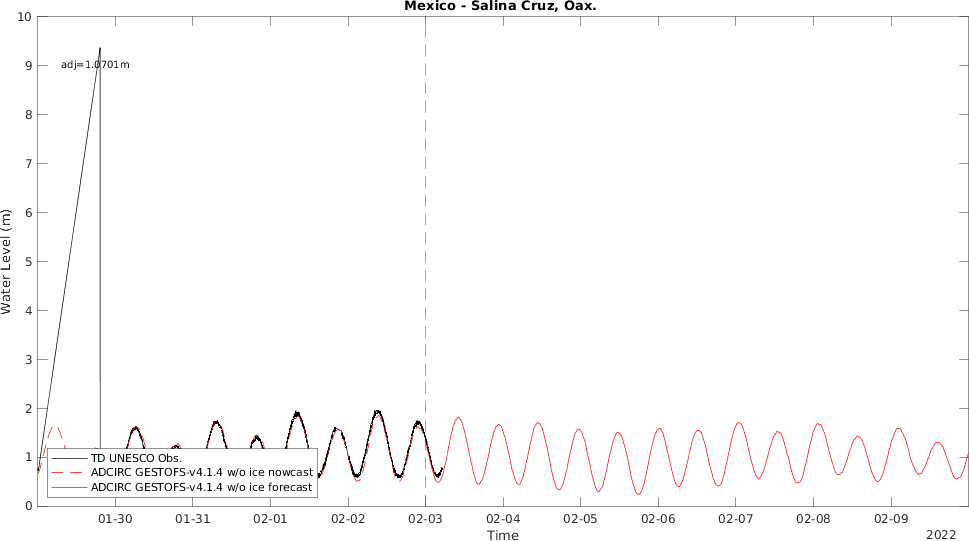 Mexico - Salina Cruz, Oax.
10
9
8
7
6
5
4
3
2
1
0
Water Level (m)
adj=1.0701m
TD UNESCO Obs.
ADCIRC GESTOFS-v4.1.4 w/o ice nowcast
ADCIRC GESTOFS-v4.1.4 w/o ice forecast
01-30 01-31 02-01 02-02 02-03 02-04 02-05 02-06 02-07 02-08 02-09
Time
2022